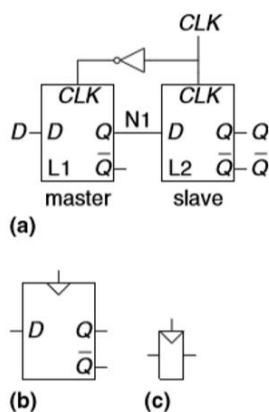 CLK
CLK CLK
D D Q N1 D Q Q
L1 Q̅ L2 Q̅ Q̅
master slave
(a)
D Q
Q̅
(b) (c)